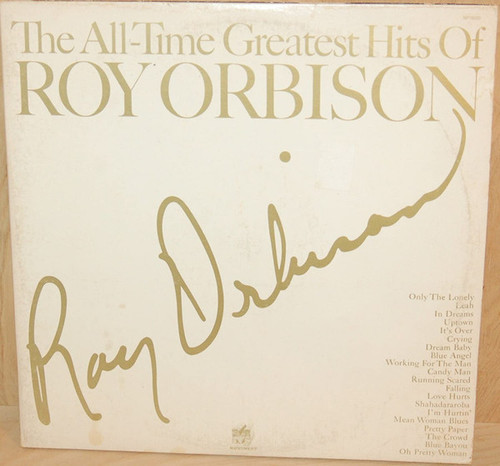 The All-Time Greatest Hits Of
ROY ORBISON
Roy Orbison
Only The Lonely
Leah
In Dreams
Uptown
It's Over
Crying
Dream Baby
Blue Angel
Working For The Man
Candy Man
Running Scared
Falling
Love Hurts
Shahadararoba
I'm Hurtin'
Mean Woman Blues
Pretty Paper
The Crowd
Blue Bayou
Oh Pretty Woman